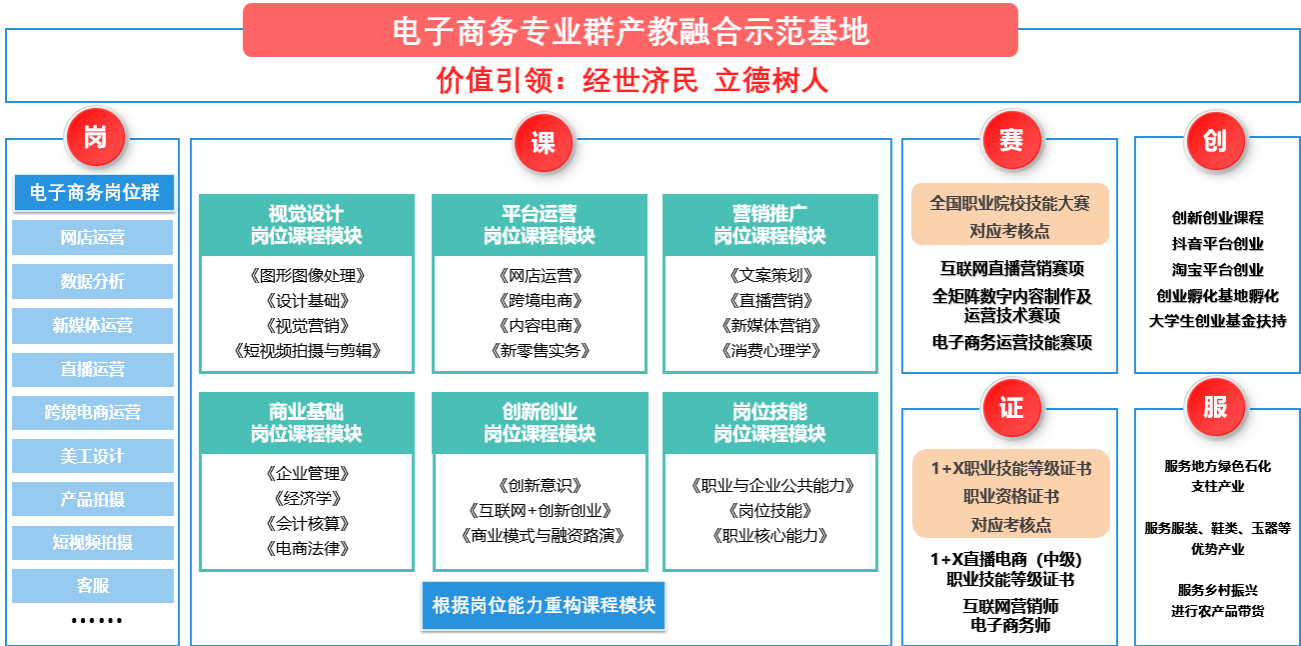 电子商务专业群产教融合示范基地
价值引领：经世济民 立德树人
岗
电子商务岗位群
网店运营
数据分析
新媒体运营
直播运营
跨境电商运营
美工设计
产品拍摄
短视频拍摄
客服
……
课
视觉设计
岗位课程模块
《图形图像处理》
《设计基础》
《视觉营销》
《短视频拍摄与剪辑》
平台运营
岗位课程模块
《网店运营》
《跨境电商》
《内容电商》
《新零售实务》
营销推广
岗位课程模块
《文案策划》
《直播营销》
《新媒体营销》
《消费心理学》
商业基础
岗位课程模块
《企业管理》
《经济学》
《会计核算》
《电商法律》
创新创业
岗位课程模块
《创新意识》
《互联网+创新创业》
《商业模式与融资路演》
岗位技能
岗位课程模块
《职业与企业公共能力》
《岗位技能》
《职业核心能力》
根据岗位能力重构课程模块
赛
全国职业院校技能大赛
对应考核点
互联网直播营销赛项
全矩阵数字内容制作及
运营技术赛项
电子商务运营技能赛项
创
创新创业课程
抖音平台创业
淘宝平台创业
创业孵化基地孵化
大学生创业基金扶持
证
1+X职业技能等级证书
职业资格证书
对应考核点
1+X直播电商（中级）
职业技能等级证书
互联网营销师
电子商务师
服
服务地方绿色石化
支柱产业
服务服装、鞋类、玉器等
优势产业
服务乡村振兴
进行农产品带货